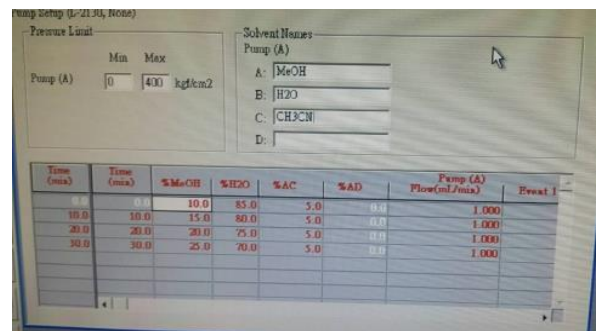 Pump Setup (L-2130, None)
Pressure Limit
Min Max
Pump (A) 0 400 kgf/cm2
Solvent Names
Pump (A)
A: MeOH
B: H2O
C: CH3CN
D:
Time (min) Time (min) %MeOH %H2O %AC %AD Pump (A) Flow(mL/min) Event 1
0.0 0.0 10.0 85.0 5.0 0.0 1.000
10.0 10.0 15.0 80.0 5.0 0.0 1.000
20.0 20.0 20.0 75.0 5.0 0.0 1.000
30.0 30.0 25.0 70.0 5.0 0.0 1.000